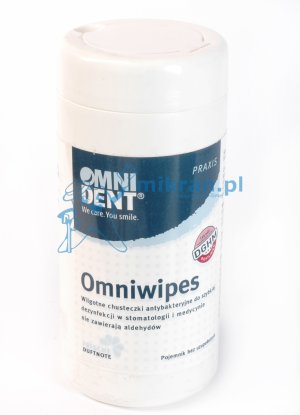 OMNI
DENT®
We care. You smile.
PRAXIS
DGHM
Omniwipes
Wilgotne chusteczki antybakteryjne do szybkiej
dezynfekcji w stomatologii i medycynie
nie zawierają aldehydów
DUFTNOTE
Pojemnik bez